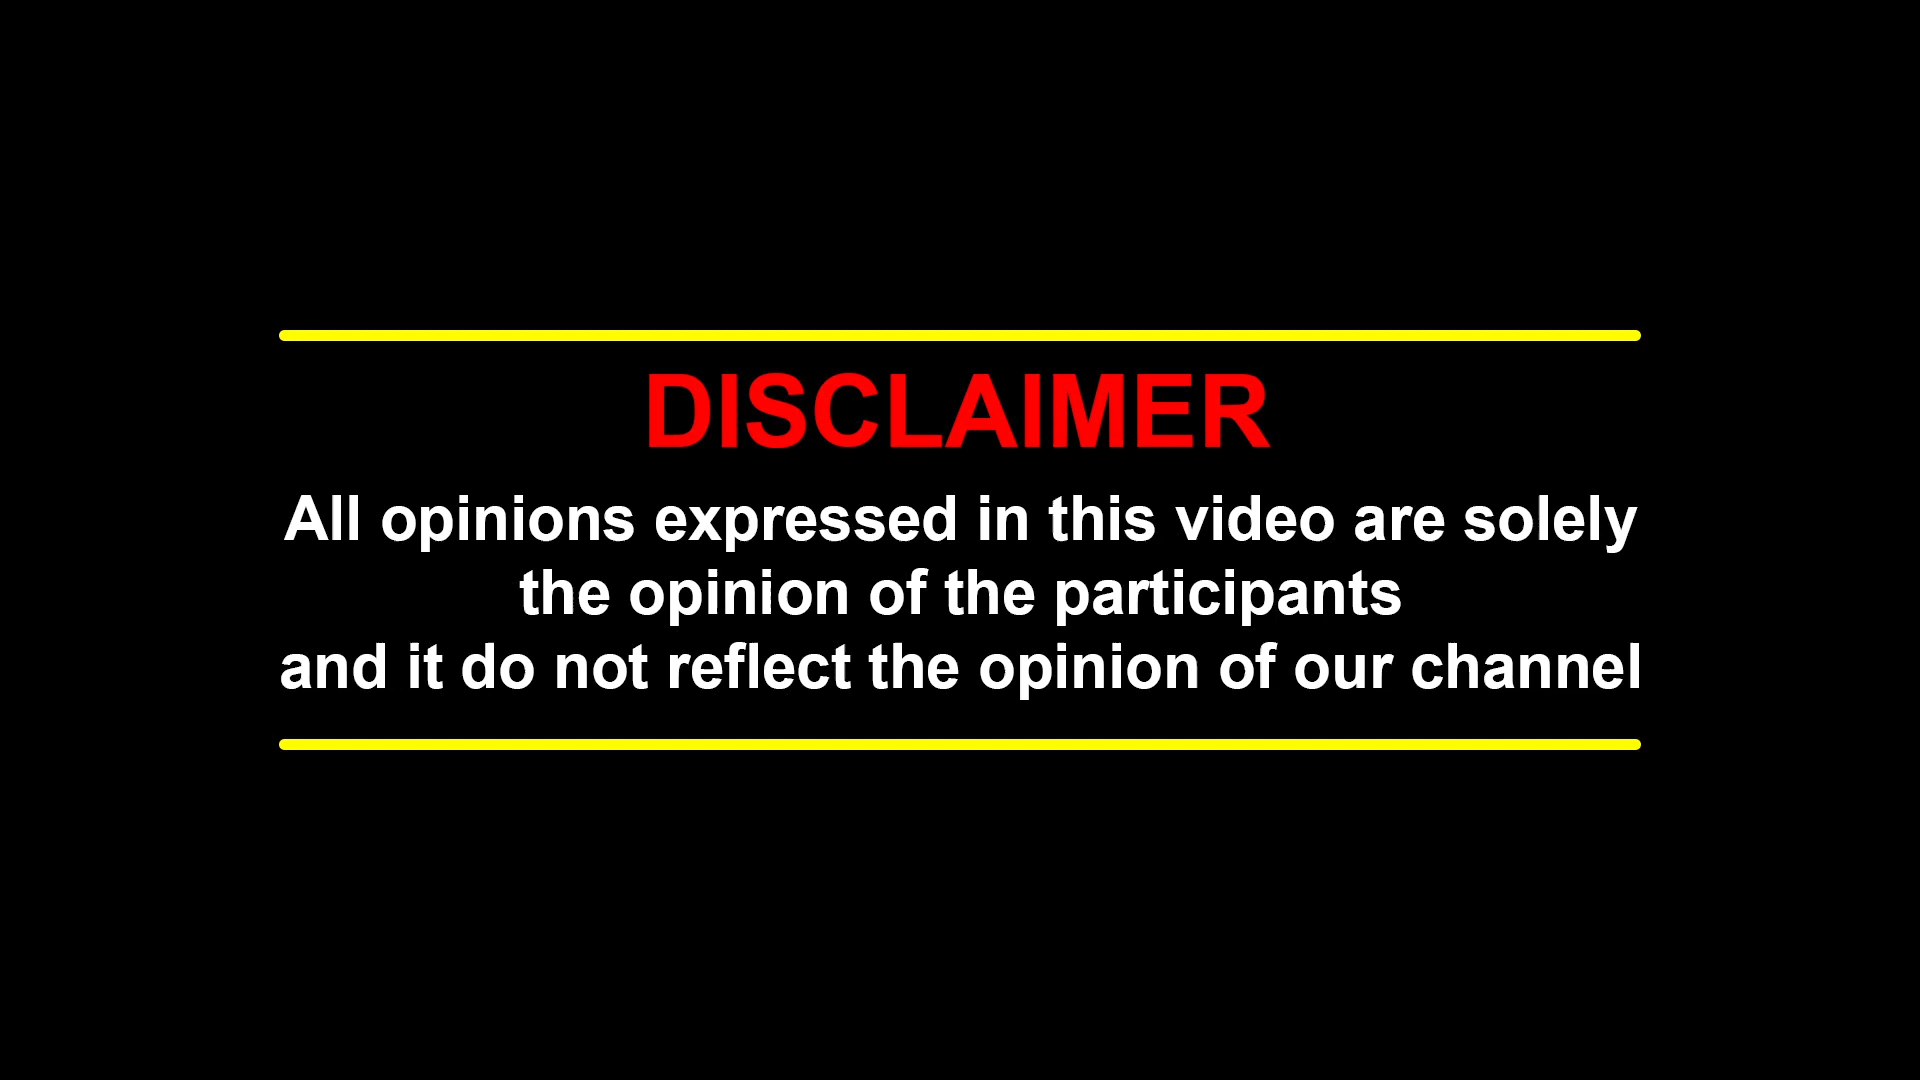 DISCLAIMER
All opinions expressed in this video are solely
the opinion of the participants
and it do not reflect the opinion of our channel